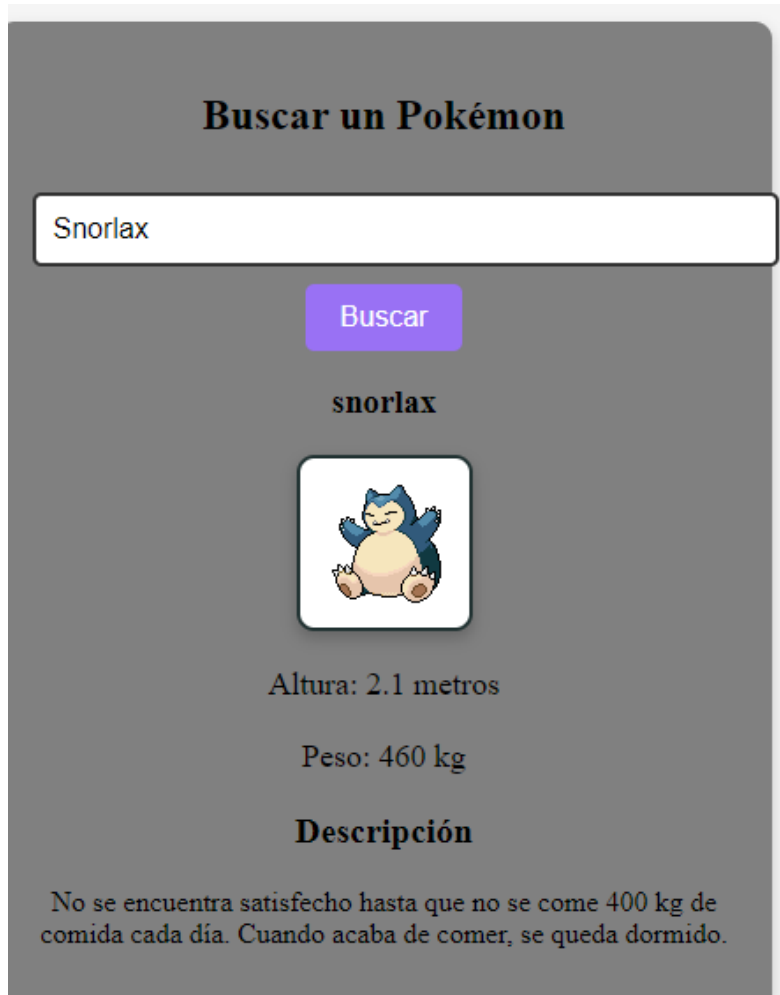 Buscar un Pokémon
Snorlax
Buscar
snorlax
Altura: 2.1 metros
Peso: 460 kg
Descripción
No se encuentra satisfecho hasta que no se come 400 kg de
comida cada día. Cuando acaba de comer, se queda dormido.